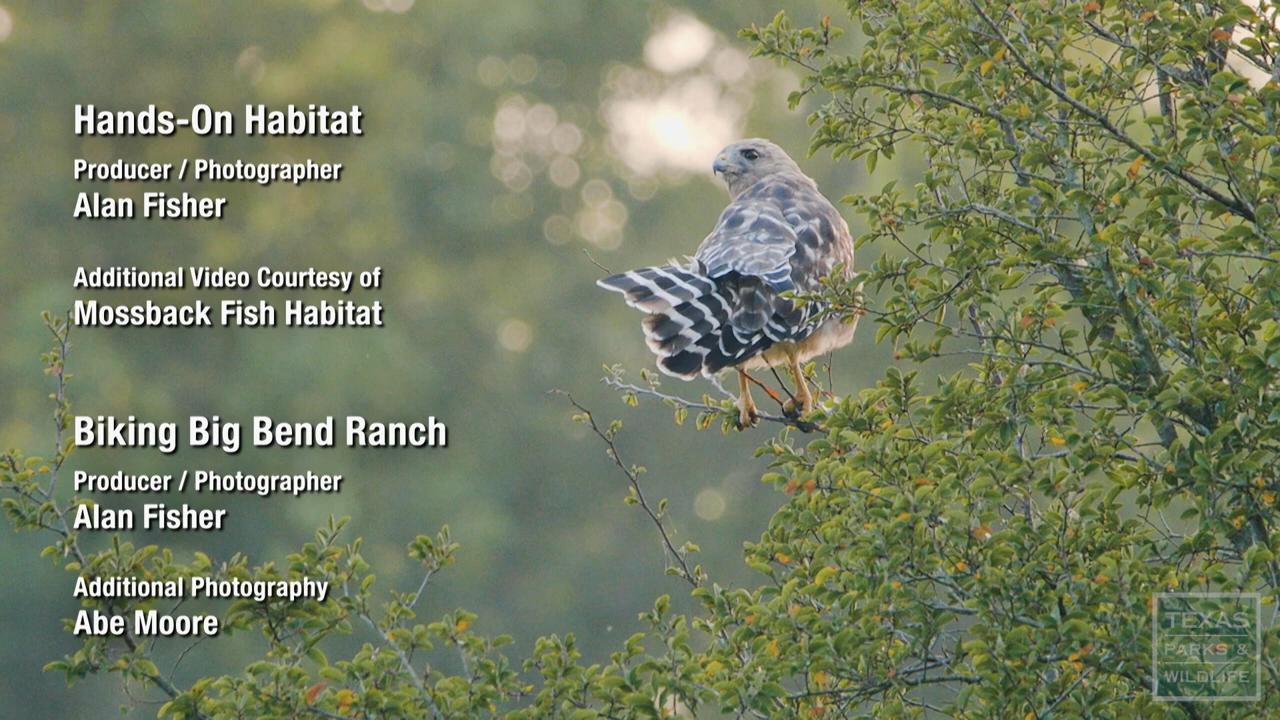 Hands-On Habitat
Producer / Photographer
Alan Fisher
Additional Video Courtesy of
Mossback Fish Habitat
Biking Big Bend Ranch
Producer / Photographer
Alan Fisher
Additional Photography
Abe Moore
TEXAS
PARKS &
WILDLIFE